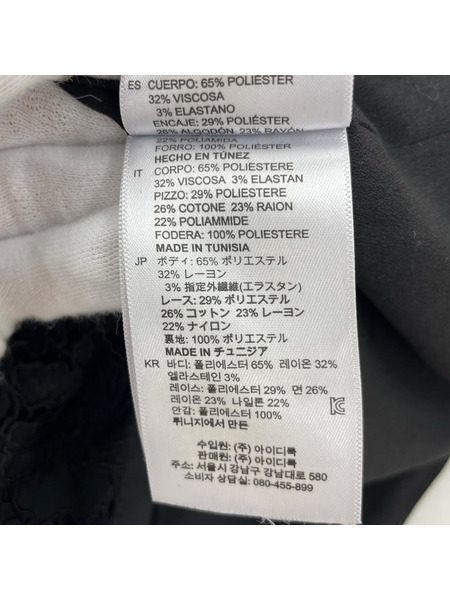 ES CUERPO: 65% POLIESTER
32% VISCOSA
3% ELASTANO
ENCAJE: 29% POLIÉSTER
26% ALGODÓN 23% RAYÓN
22% POLIAMIDA
FORRO: 100% POLIÉSTER
HECHO EN TÚNEZ
IT CORPO: 65% POLIESTERE
32% VISCOSA 3% ELASTAN
PIZZO: 29% POLIESTERE
26% COTONE 23% RAION
22% POLIAMMIDE
FODERA: 100% POLIESTERE
MADE IN TUNISIA
JP ボディ: 65% ポリエステル
32% レーヨン
3% 指定外繊維(エラスタン)
レース: 29% ポリエステル
26% コットン 23% レーヨン
22% ナイロン
裏地: 100% ポリエステル
MADE IN チュニジア
KR 바디: 폴리에스터 65% 레이온 32%
엘라스테인 3%
레이스: 폴리에스터 29% 면 26%
레이온 23% 나일론 22%
안감: 폴리에스터 100%
튀니지에서 만든
수입원: (주) 아이디룩
판매원: (주) 아이디룩
주소: 서울시 강남구 강남대로 580
소비자 상담실: 080-455-899